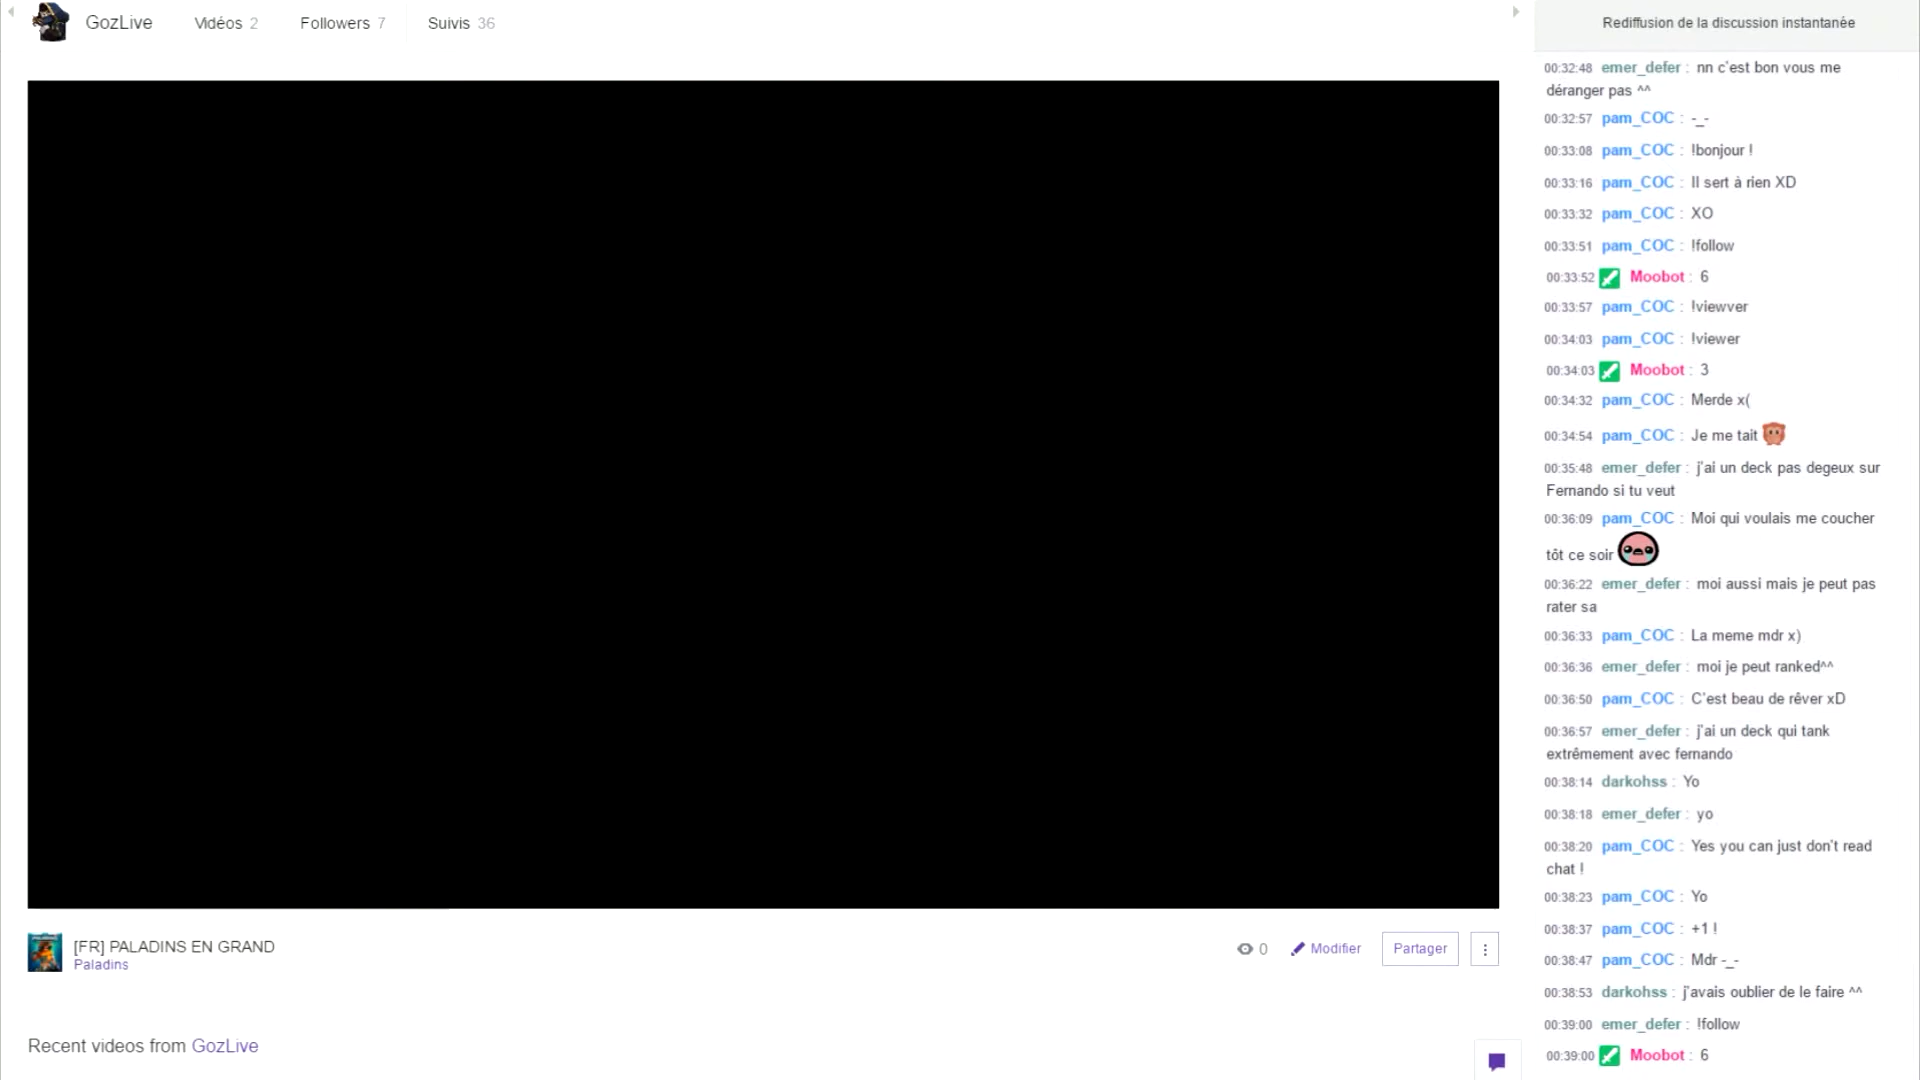 GozLive Vidéos 2 Followers 7 Suivis 36
Rediffusion de la discussion instantanée
00:32:48 emer_defer : nn c'est bon vous me
déranger pas ^^
00:32:57 pam_COC : -_-
00:33:08 pam_COC : !bonjour !
00:33:16 pam_COC : Il sert à rien XD
00:33:32 pam_COC : XO
00:33:51 pam_COC : !follow
00:33:52 Moobot : 6
00:33:57 pam_COC : !viewver
00:34:03 pam_COC : !viewer
00:34:03 Moobot : 3
00:34:32 pam_COC : Merde x(
00:34:54 pam_COC : Je me tait
00:35:48 emer_defer : j'ai un deck pas degeux sur
Fernando si tu veut
00:36:09 pam_COC : Moi qui voulais me coucher
tôt ce soir
00:36:22 emer_defer : moi aussi mais je peut pas
rater sa
00:36:33 pam_COC : La meme mdr x)
00:36:36 emer_defer : moi je peut ranked^^
00:36:50 pam_COC : C'est beau de rêver xD
00:36:57 emer_defer : j'ai un deck qui tank
extrêmement avec fernando
00:38:14 darkohss : Yo
00:38:18 emer_defer : yo
00:38:20 pam_COC : Yes you can just don't read
chat !
00:38:23 pam_COC : Yo
00:38:37 pam_COC : +1 !
00:38:47 pam_COC : Mdr -_-
00:38:53 darkohss : j'avais oublier de le faire ^^
00:39:00 emer_defer : !follow
00:39:00 Moobot : 6
[FR] PALADINS EN GRAND
Paladins
0 Modifier Partager
Recent videos from GozLive